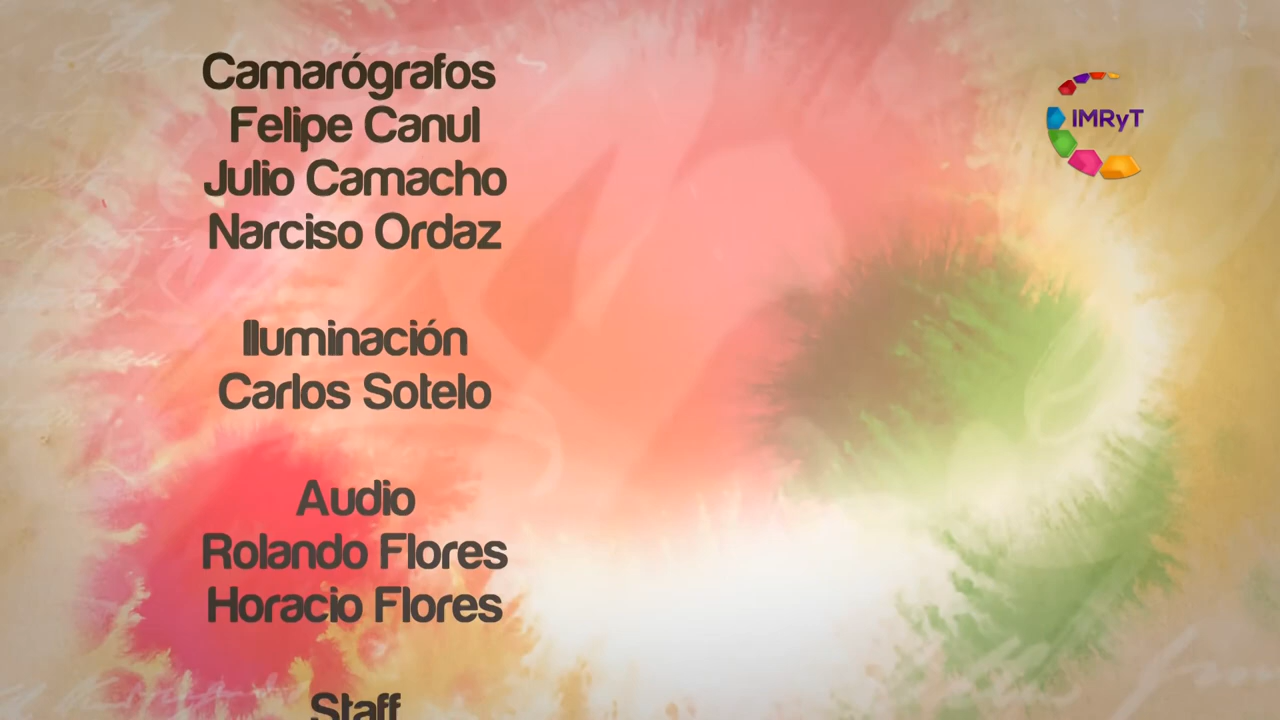 Camarógrafos
Felipe Canul
Julio Camacho
Narciso Ordaz
IMRyT
Iluminación
Carlos Sotelo
Audio
Rolando Flores
Horacio Flores
Staff